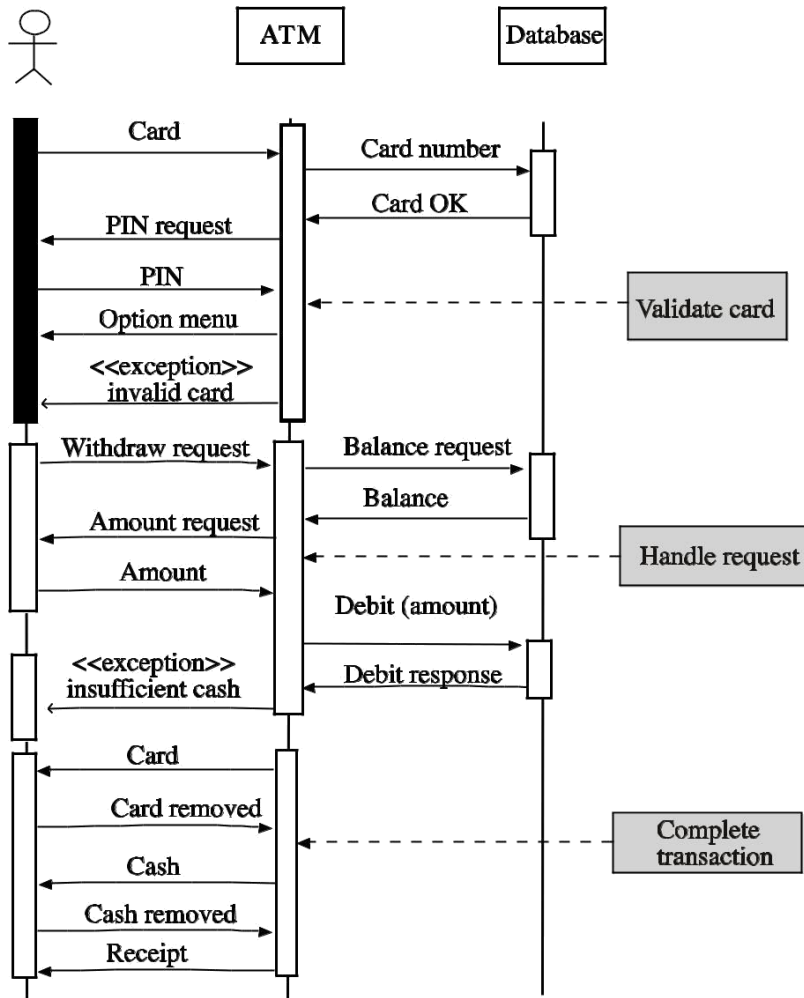 ATM
Database
Card
Card number
Card OK
PIN request
PIN
Validate card
Option menu
<<exception>>
invalid card
Withdraw request
Balance request
Balance
Amount request
Handle request
Amount
Debit (amount)
<<exception>>
insufficient cash
Debit response
Card
Card removed
Complete
transaction
Cash
Cash removed
Receipt